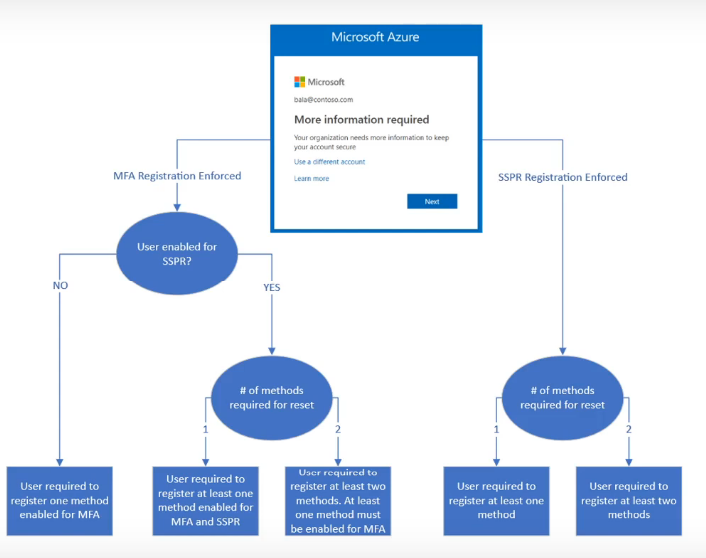 Microsoft Azure
Microsoft
bala@contoso.com
More information required
Your organization needs more information to keep
your account secure
Use a different account
Learn more
Next
MFA Registration Enforced
SSPR Registration Enforced
User enabled for
SSPR?
NO
YES
# of methods
required for reset
1
2
# of methods
required for reset
1
2
User required to
register one method
enabled for MFA
User required to
register at least one
method enabled for
MFA and SSPR
User required to
register at least two
methods. At least
one method must
be enabled for MFA
User required to
register at least one
method
User required to
register at least two
methods